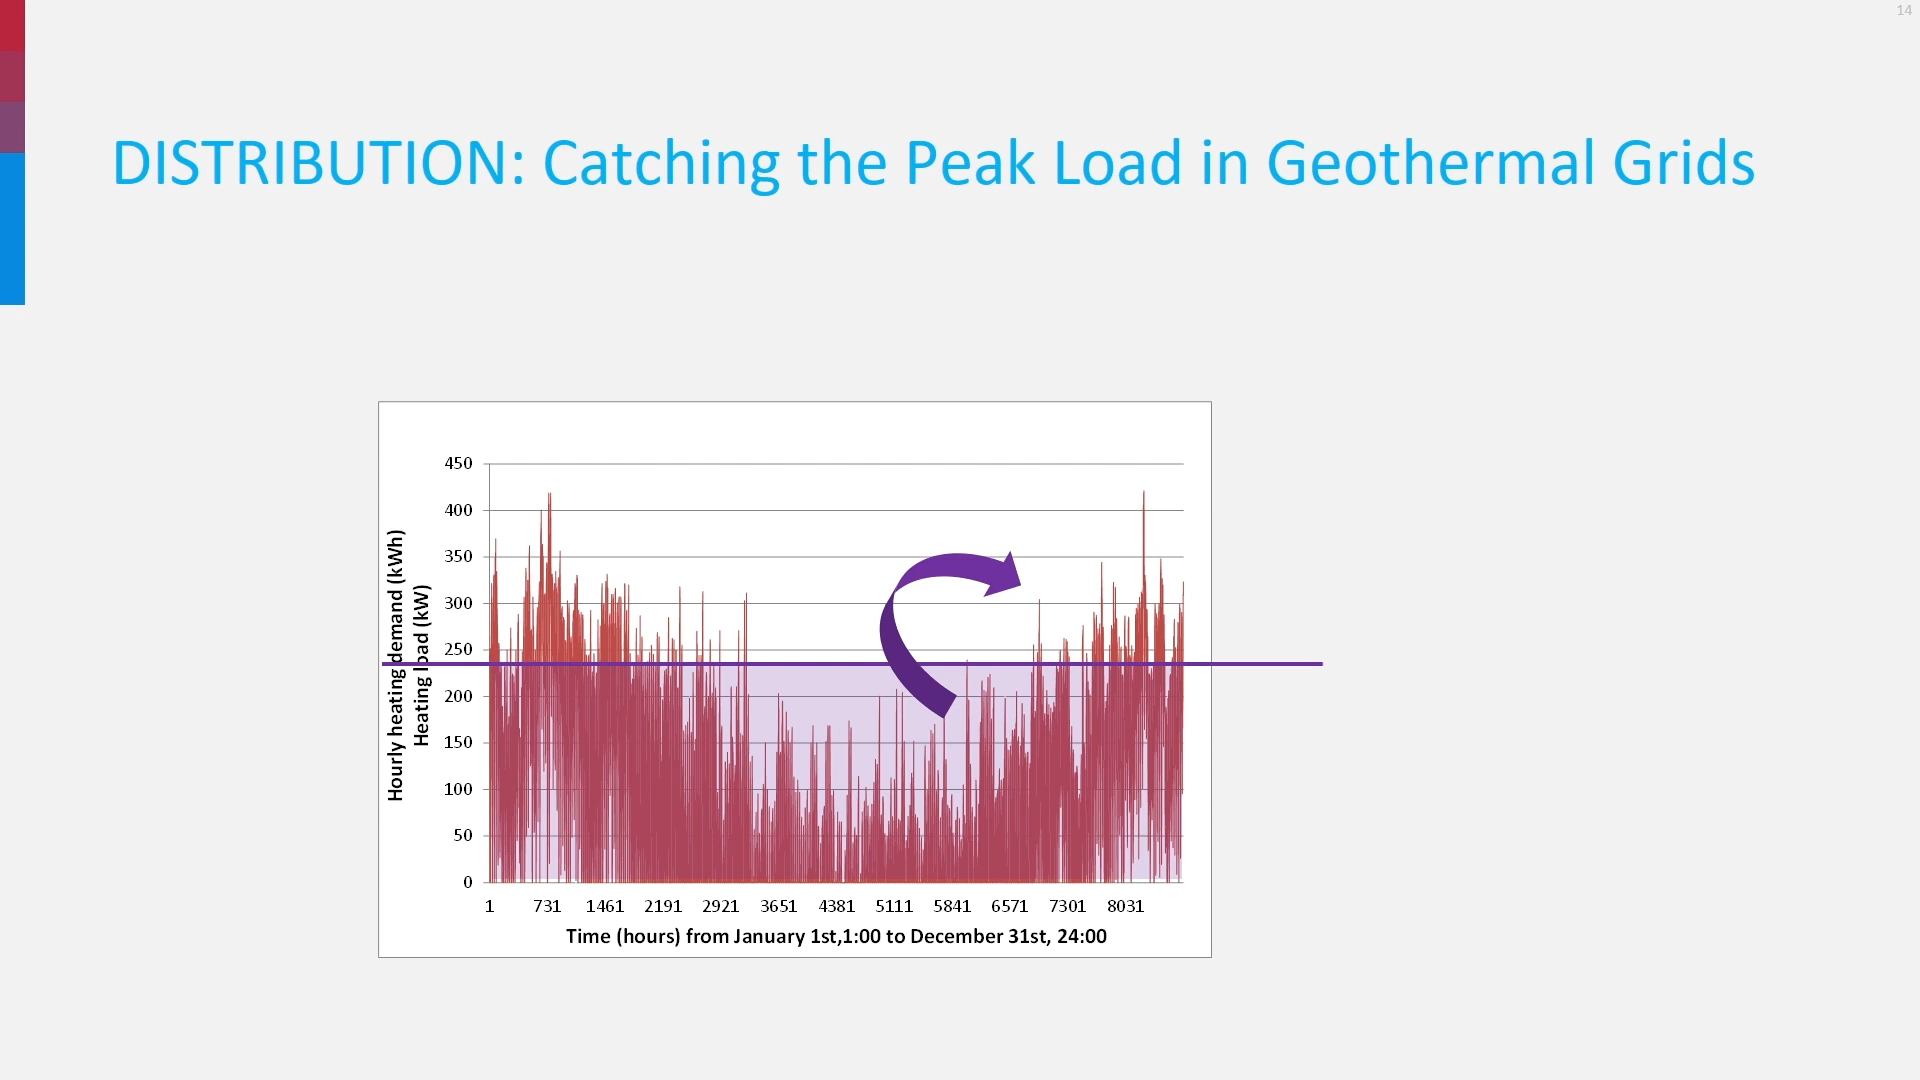 14
DISTRIBUTION: Catching the Peak Load in Geothermal Grids
Hourly heating demand (kWh)
Heating load (kW)
450
400
350
300
250
200
150
100
50
0
1 731 1461 2191 2921 3651 4381 5111 5841 6571 7301 8031
Time (hours) from January 1st,1:00 to December 31st, 24:00